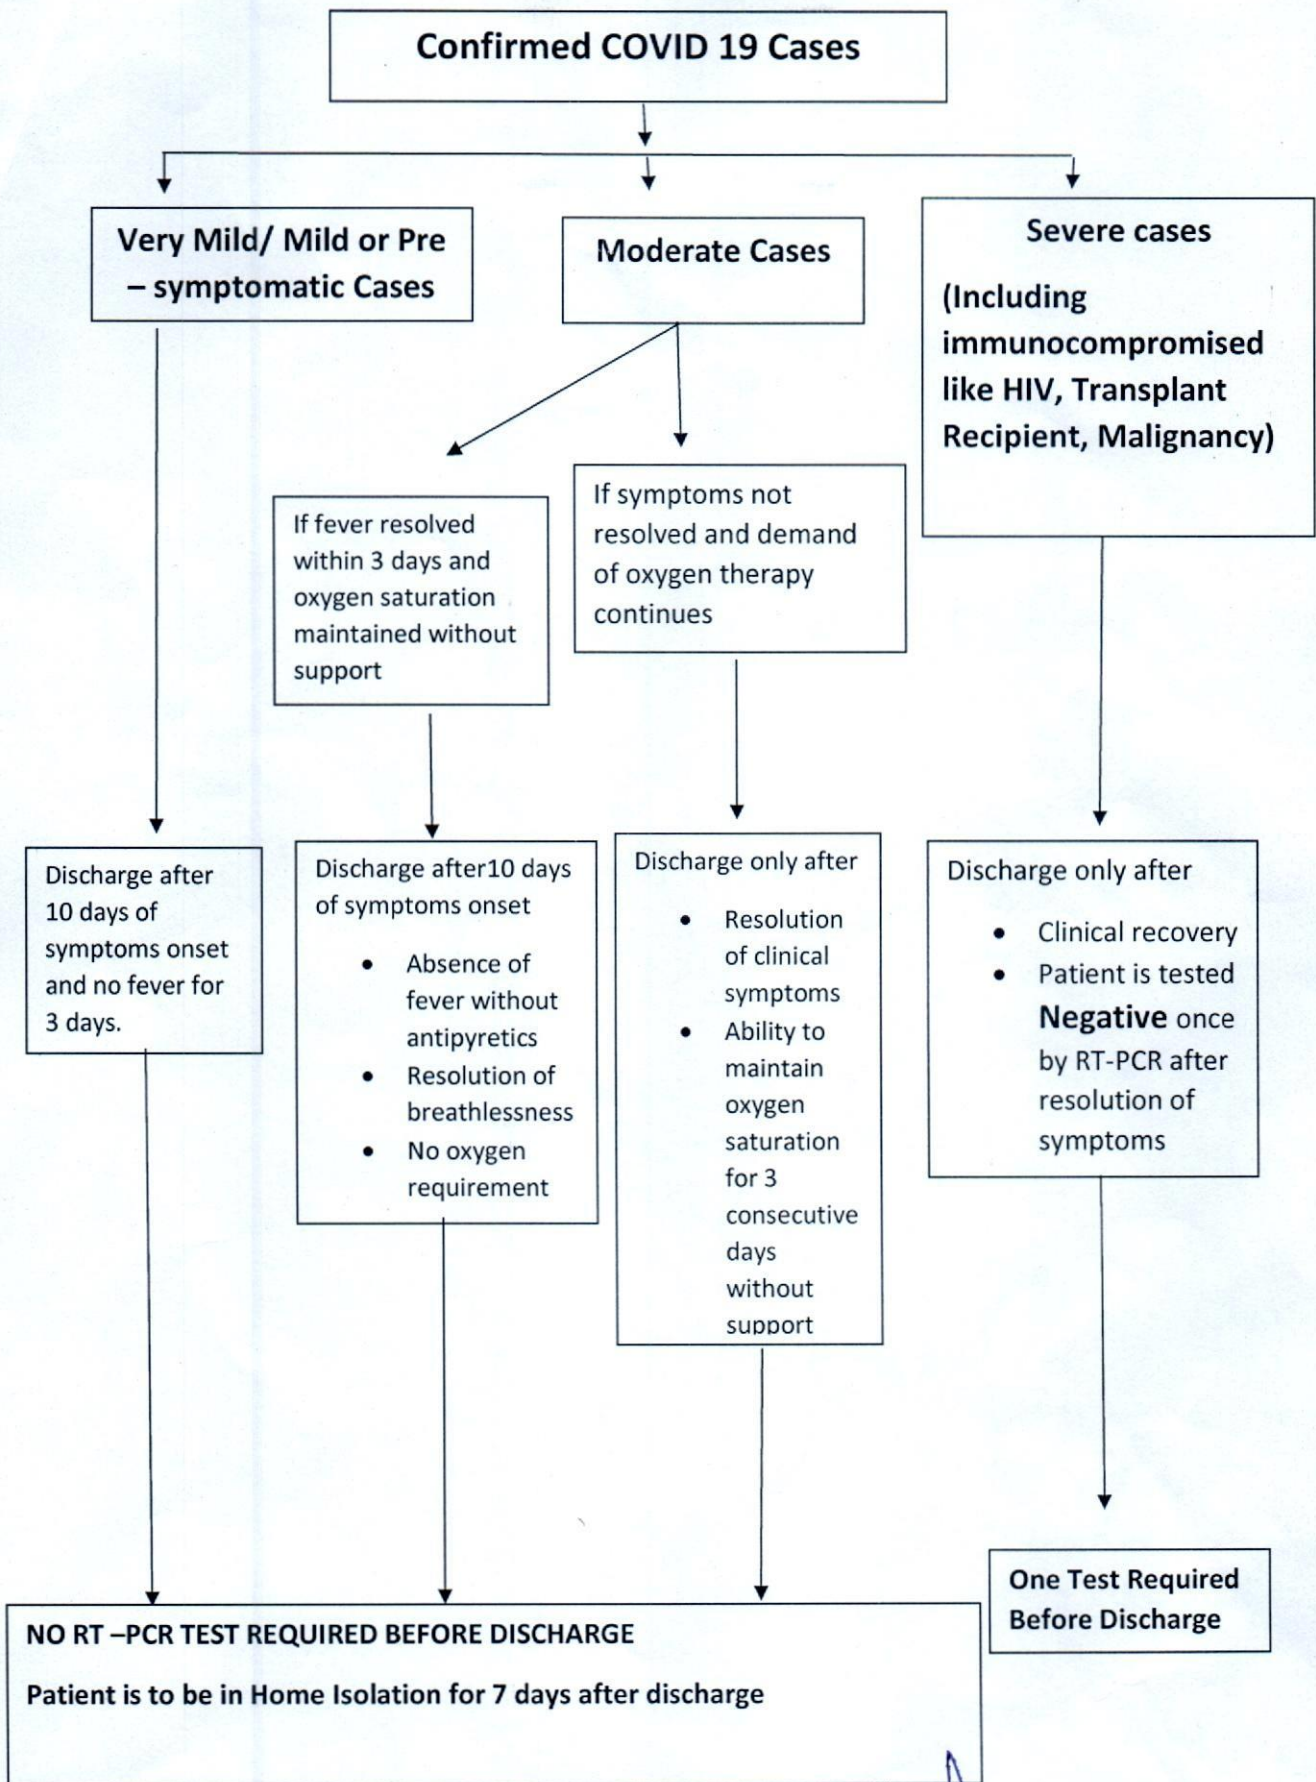 Confirmed COVID 19 Cases
Very Mild/ Mild or Pre
– symptomatic Cases
Moderate Cases
Severe cases
(Including
immunocompromised
like HIV, Transplant
Recipient, Malignancy)
If fever resolved
within 3 days and
oxygen saturation
maintained without
support
If symptoms not
resolved and demand
of oxygen therapy
continues
Discharge after
10 days of
symptoms onset
and no fever for
3 days.
Discharge after10 days
of symptoms onset
• Absence of
fever without
antipyretics
• Resolution of
breathlessness
• No oxygen
requirement
Discharge only after
• Resolution
of clinical
symptoms
• Ability to
maintain
oxygen
saturation
for 3
consecutive
days
without
support
Discharge only after
• Clinical recovery
• Patient is tested
Negative once
by RT-PCR after
resolution of
symptoms
One Test Required
Before Discharge
NO RT –PCR TEST REQUIRED BEFORE DISCHARGE
Patient is to be in Home Isolation for 7 days after discharge